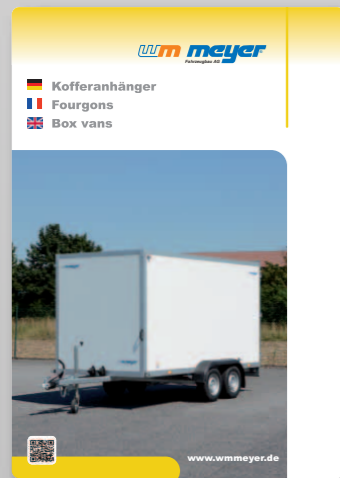 wm meyer
Fahrzeugbau AG
Kofferanhänger
Fourgons
Box vans
www.wmmeyer.de